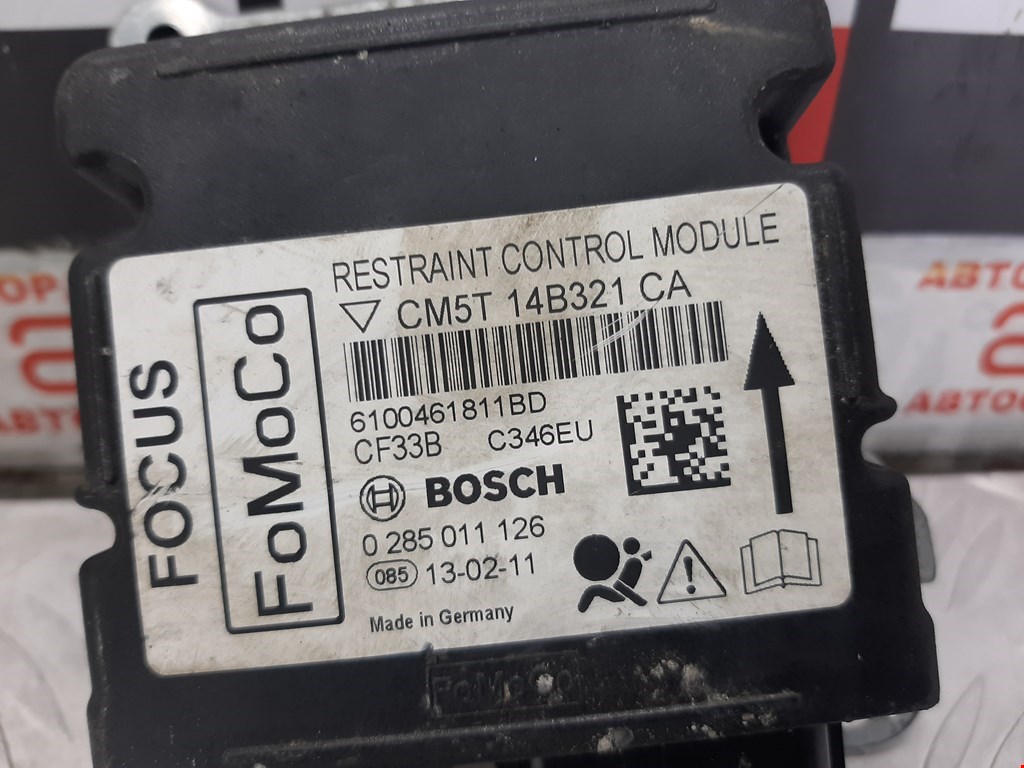 RESTRAINT CONTROL MODULE
CM5T 14B321 CA
6100461811BD
CF33B C346EU
BOSCH
0 285 011 126
085 13-02-11
Made in Germany
FOCUS
FoMoCo
FoMoCo
АВТО